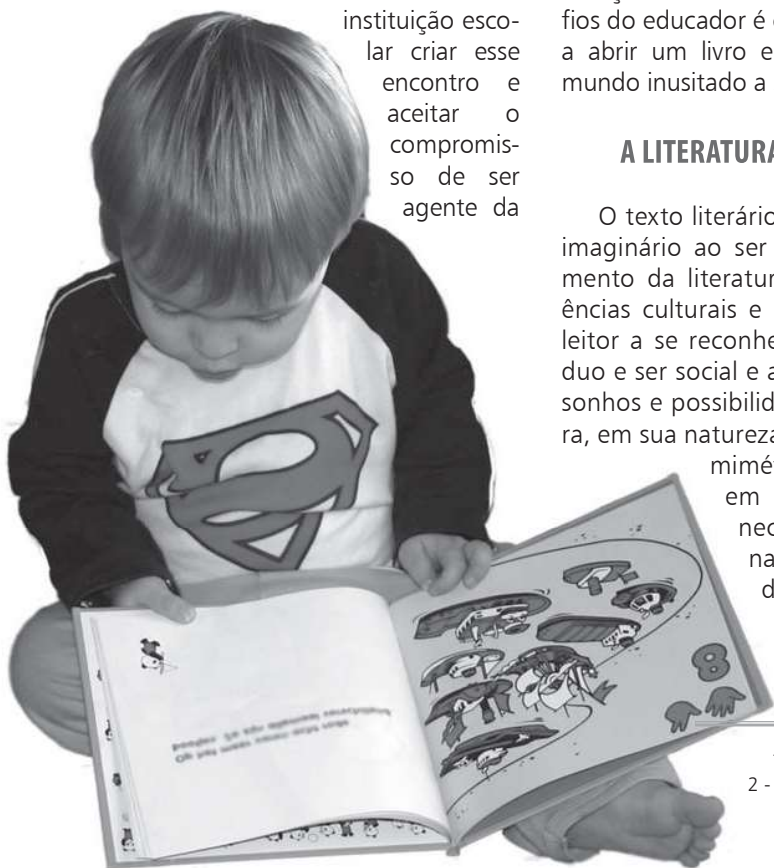 instituição esco-
lar criar esse
encontro e
aceitar o
compromis-
so de ser
agente da
fios do educador é
a abrir um livro e
mundo inusitado a
A LITERATURA
O texto literário
imaginário ao ser
mento da literatur
ências culturais e
leitor a se reconhe
duo e ser social e a
sonhos e possibilid
ra, em sua natureza
mimé
em
nec
na
d
8
2 -